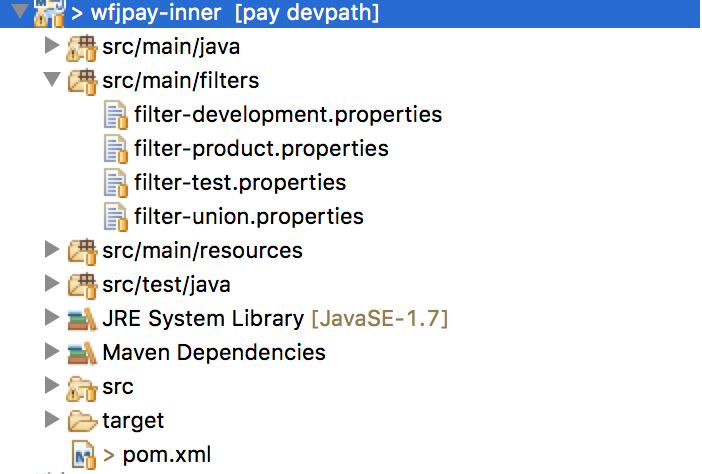 > wfjpay-inner [pay devpath]
src/main/java
src/main/filters
filter-development.properties
filter-product.properties
filter-test.properties
filter-union.properties
src/main/resources
src/test/java
JRE System Library [JavaSE-1.7]
Maven Dependencies
src
target
> pom.xml